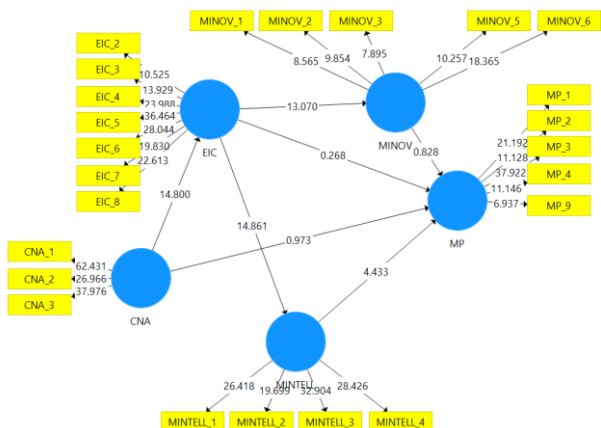 MINOV_1
MINOV_2
MINOV_3
MINOV_5
MINOV_6
8.565
9.854
7.895
10.257
18.365
EIC_2
EIC_3
EIC_4
EIC_5
EIC_6
EIC_7
EIC_8
10.525
13.929
23.988
36.464
28.044
19.830
22.613
EIC
13.070
MINOV
0.828
0.268
MP_1
MP_2
MP_3
MP_4
MP_9
21.192
11.128
37.922
11.146
6.937
MP
14.800
14.861
0.973
4.433
CNA_1
CNA_2
CNA_3
62.431
26.966
37.976
CNA
MINTELL
26.418
19.699
32.904
28.426
MINTELL_1
MINTELL_2
MINTELL_3
MINTELL_4